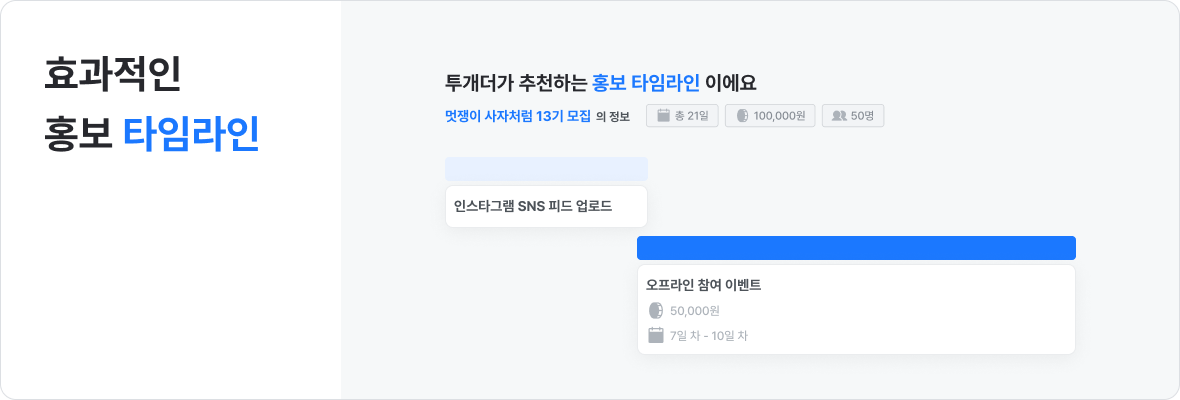 효과적인
홍보 타임라인
투개더가 추천하는 홍보 타임라인 이에요
멋쟁이 사자처럼 13기 모집 의 정보 총 21일 100,000원 50명
인스타그램 SNS 피드 업로드
오프라인 참여 이벤트
50,000원
7일 차 - 10일 차